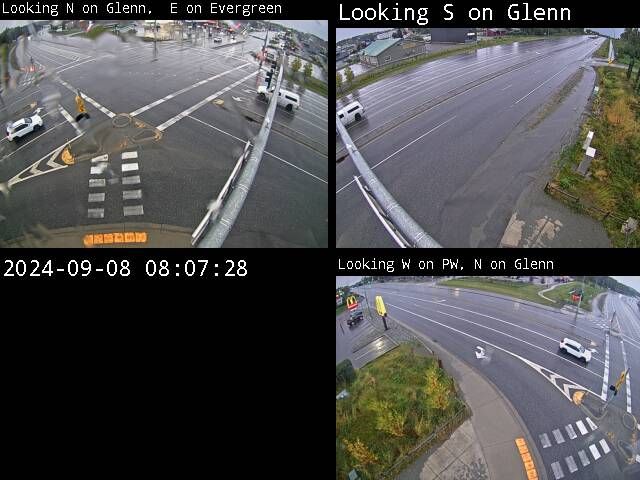 Looking N on Glenn,  E on Evergreen
Looking S on Glenn
2024-09-08 08:07:28
Looking W on PW, N on Glenn